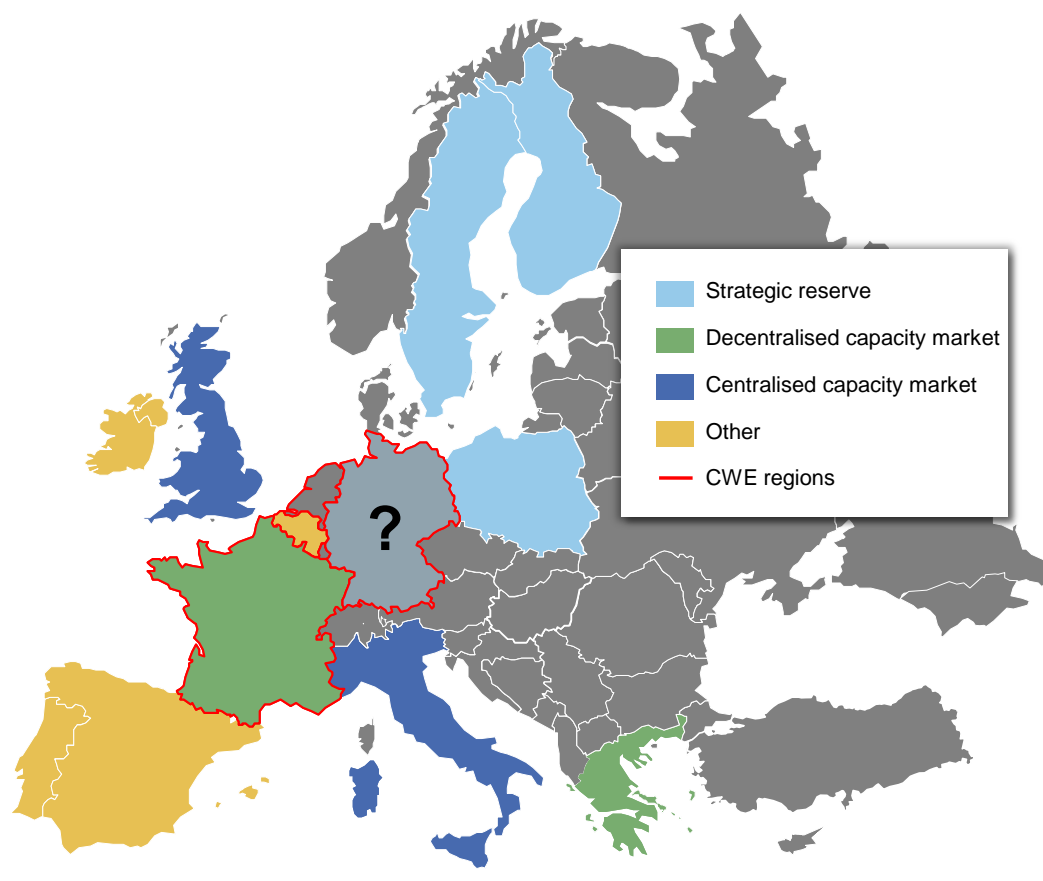 Strategic reserve
Decentralised capacity market
Centralised capacity market
Other
CWE regions
?